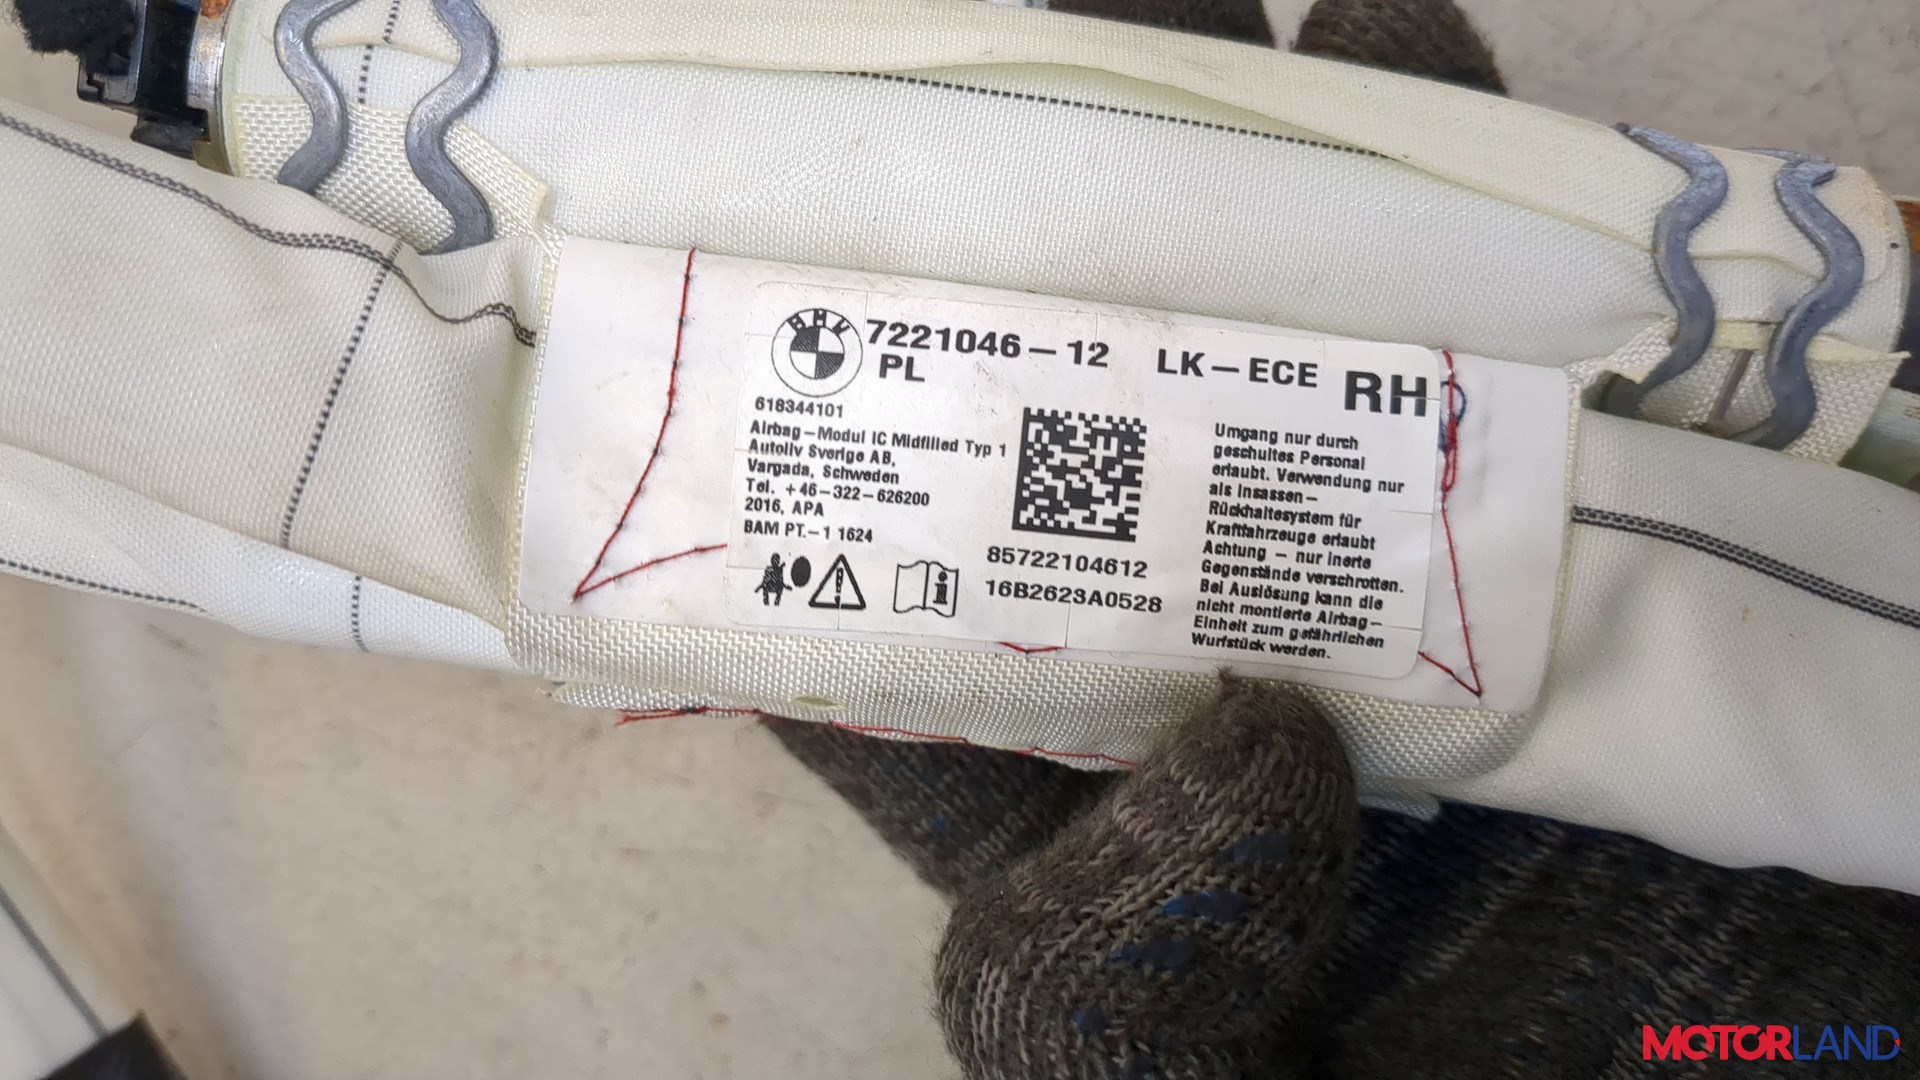 BMW
7221046-12 LK-ECE RH
PL
618344101
Airbag-Modul IC Midfilled Typ 1
Autoliv Sverige AB,
Vargada, Schweden
Tel. +46-322-626200
2016, APA
BAM PT.-1 1624
85722104612
16B2623A0528
Umgang nur durch
geschultes Personal
erlaubt. Verwendung nur
als Insassen-
Rückhaltesystem für
Kraftfahrzeuge erlaubt
Achtung - nur inerte
Gegenstände verschrotten.
Bei Auslösung kann die
nicht montierte Airbag-
Einheit zum gefährlichen
Wurfstück werden.
MOTORLAND